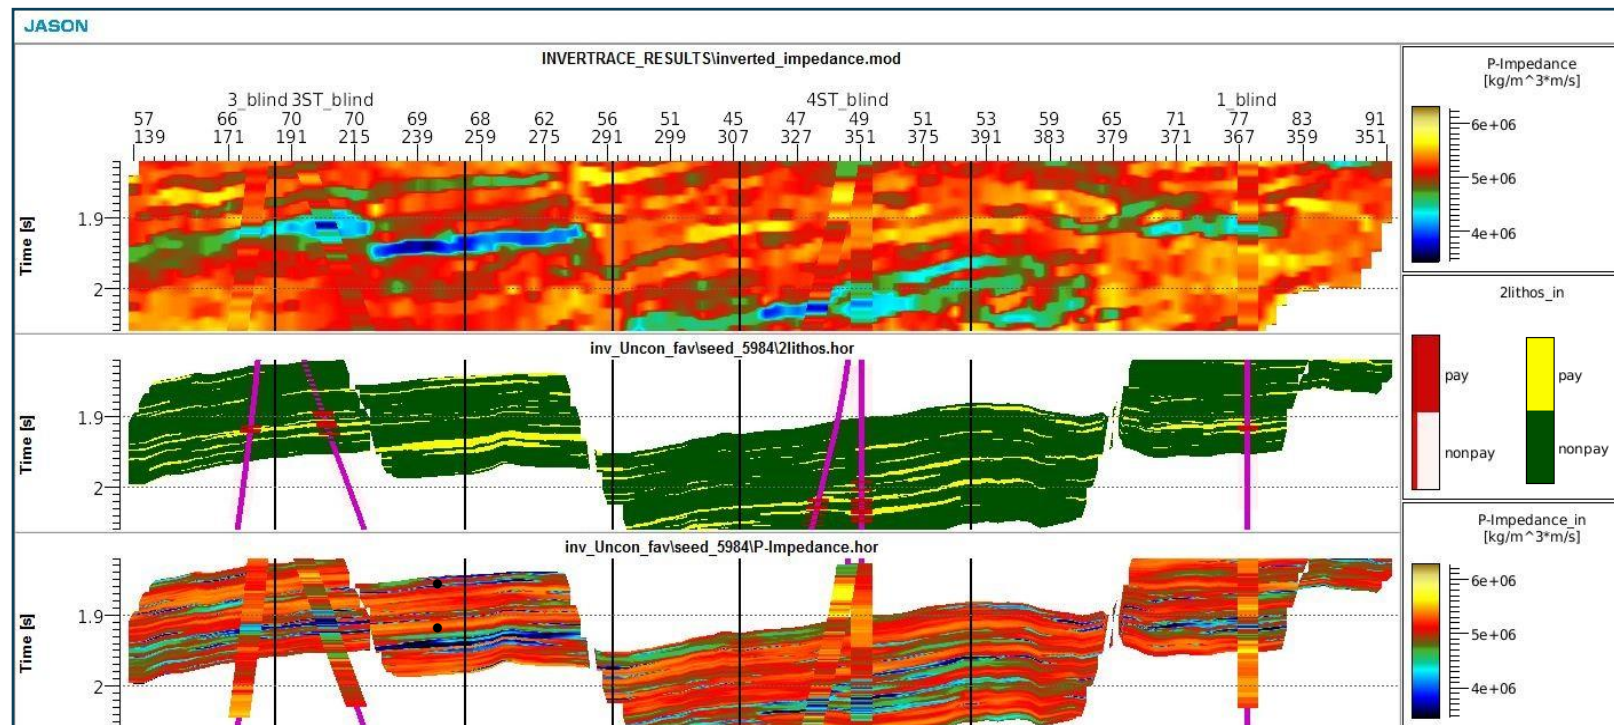 JASON
INVERTRACE_RESULTS\inverted_impedance.mod
3_blind 3ST_blind 4ST_blind 1_blind
57 66 70 70 69 68 62 56 51 45 47 49 51 53 59 65 71 77 83 91
139 171 191 215 239 259 275 291 299 307 327 351 375 391 383 379 371 367 359 351
Time [s]
1.9
2
P-Impedance
[kg/m^3*m/s]
6e+06
5e+06
4e+06
inv_Uncon_fav\seed_5984\2lithos.hor
Time [s]
1.9
2
2lithos_in
pay pay
nonpay nonpay
inv_Uncon_fav\seed_5984\P-Impedance.hor
Time [s]
1.9
2
P-Impedance_in
[kg/m^3*m/s]
6e+06
5e+06
4e+06